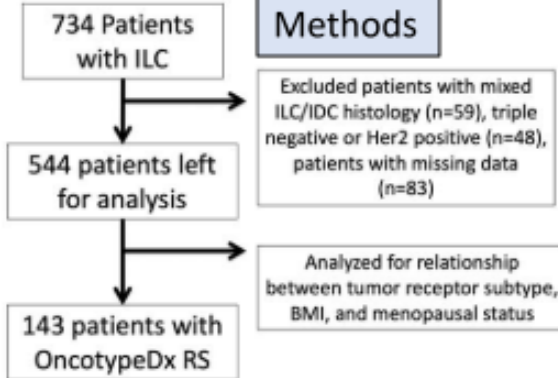 734 Patients
with ILC
Methods
Excluded patients with mixed
ILC/IDC histology (n=59), triple
negative or Her2 positive (n=48),
patients with missing data
(n=83)
544 patients left
for analysis
Analyzed for relationship
between tumor receptor subtype,
BMI, and menopausal status
143 patients with
OncotypeDx RS